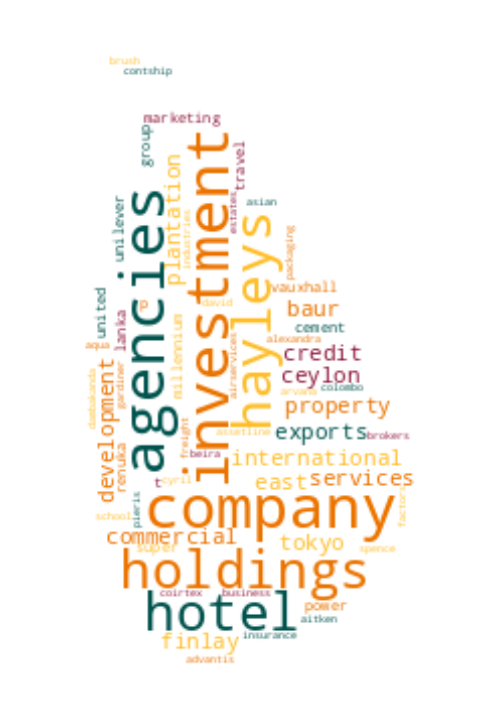 brush
contship
marketing
group
investment
travel
plantation
agencies
unilever
estates
asian
industries
hayleys
packaging
vauxhall
united
p
david
baur
lanka
millennium
cement
aqua
alexandra
credit
airservices
gardiner
development
ceylon
dambakanda
colombo
arvana
property
freight
assetline
exports
brokers
renuka
beira
international
t
cyril
east
services
pieris
company
factory
school
commercial
super
tokyo
spence
holdings
coirtex
business
hotel
power
aitken
finlay
insurance
advantis